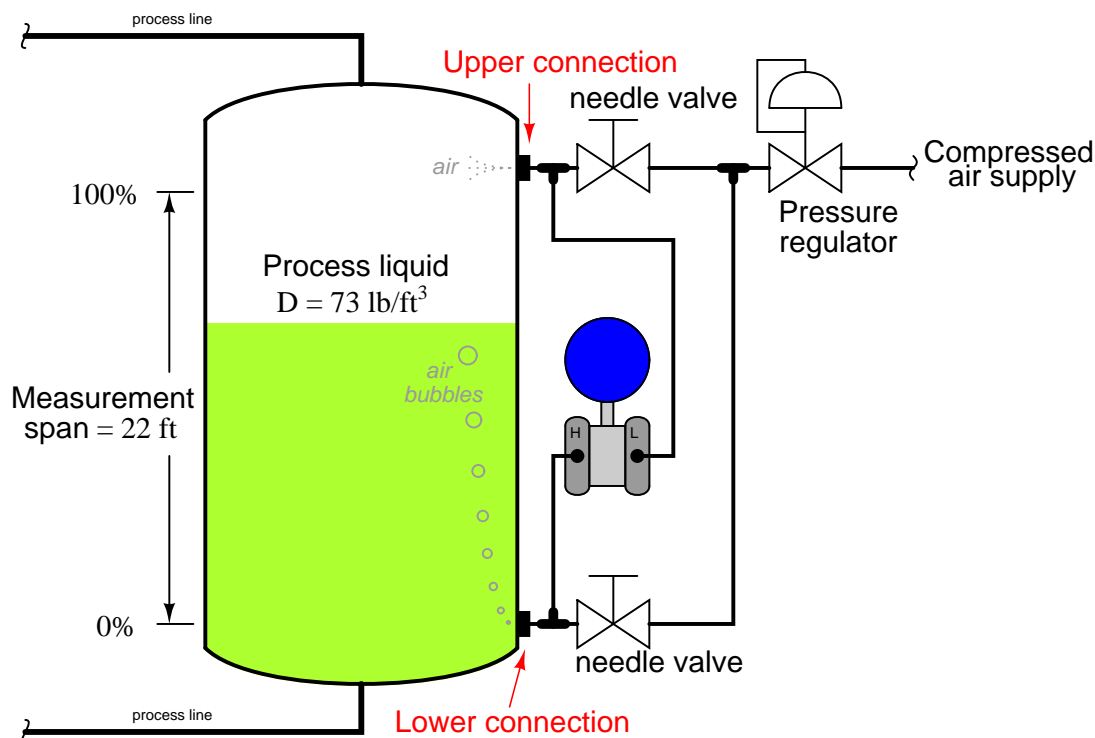 process line
Upper connection
needle valve
air
Compressed
air supply
100%
Pressure
regulator
Process liquid
D = 73 lb/ft³
air
bubbles
Measurement
span = 22 ft
H
L
0%
needle valve
process line
Lower connection